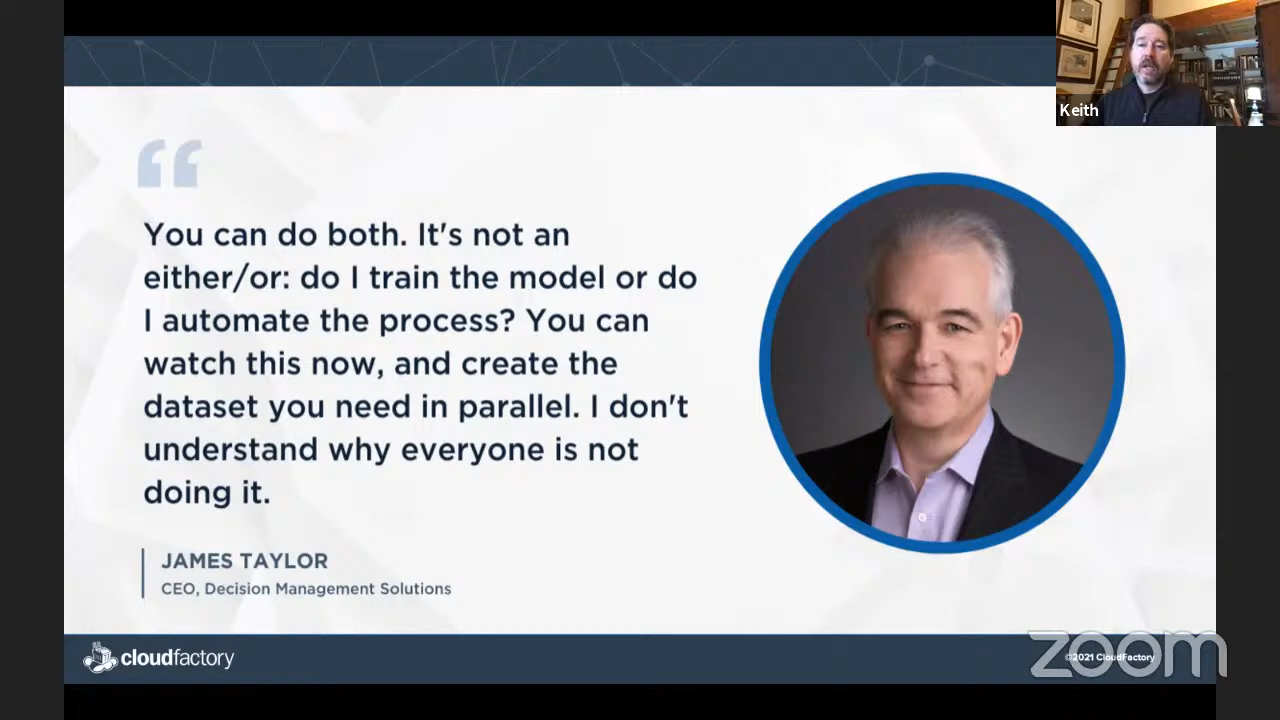 Keith
You can do both. It's not an
either/or: do I train the model or do
I automate the process? You can
watch this now, and create the
dataset you need in parallel. I don't
understand why everyone is not
doing it.
JAMES TAYLOR
CEO, Decision Management Solutions
cloudfactory
©2021 CloudFactory
zoom